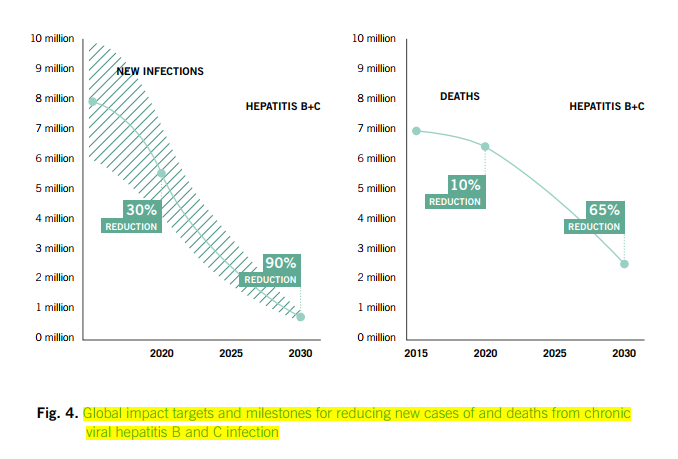 10 million
9 million
8 million
7 million
6 million
5 million
4 million
3 million
2 million
1 million
0 million
NEW INFECTIONS
HEPATITIS B+C
30%
REDUCTION
90%
REDUCTION
2020
2025
2030
10 million
9 million
8 million
7 million
6 million
5 million
4 million
3 million
2 million
1 million
0 million
DEATHS
HEPATITIS B+C
10%
REDUCTION
65%
REDUCTION
2015
2020
2025
2030
Fig. 4. Global impact targets and milestones for reducing new cases of and deaths from chronic
viral hepatitis B and C infection